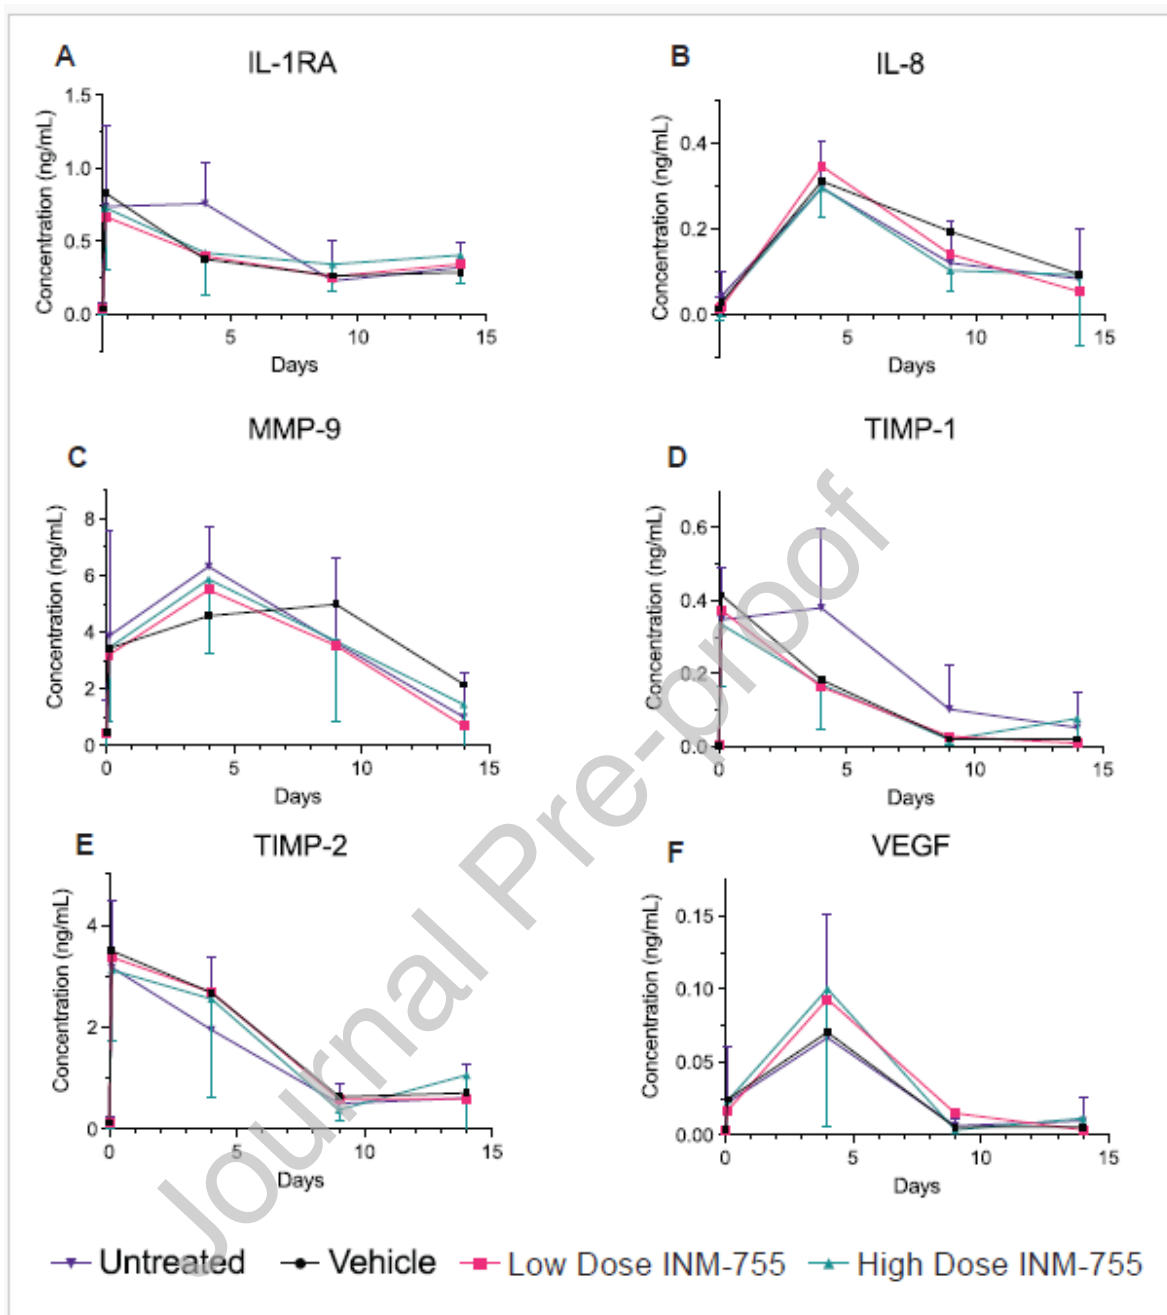 A
IL-1RA
Concentration (ng/mL)
1.5
1.0
0.5
0.0
5
10
15
Days
B
IL-8
Concentration (ng/mL)
0.4
0.2
0.0
5
10
15
Days
C
MMP-9
Concentration (ng/mL)
8
6
4
2
0
0
5
10
15
Days
D
TIMP-1
Concentration (ng/mL)
0.6
0.4
0.2
0.0
0
5
10
15
Days
E
TIMP-2
Concentration (ng/mL)
4
2
0
0
5
10
15
Days
F
VEGF
Concentration (ng/mL)
0.15
0.10
0.05
0.00
0
5
10
15
Days
Untreated Vehicle Low Dose INM-755 High Dose INM-755
Journal Pre-proof